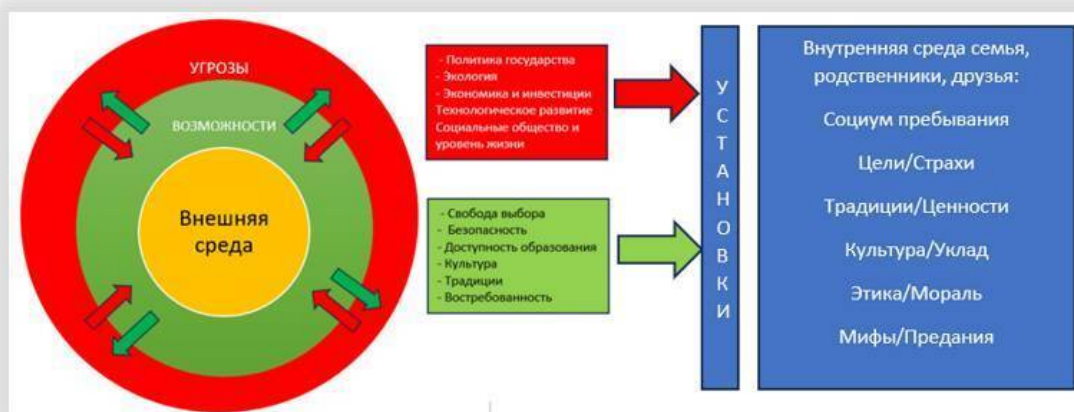 УГРОЗЫ
ВОЗМОЖНОСТИ
Внешняя
среда
- Политика государства
- Экология
- Экономика и инвестиции
Технологическое развитие
Социальные общество и
уровень жизни
- Свобода выбора
- Безопасность
- Доступность образования
- Культура
- Традиции
- Востребованность
У
С
Т
А
Н
О
В
К
И
Внутренняя среда семья,
родственники, друзья:
Социум пребывания
Цели/Страхи
Традиции/Ценности
Культура/Уклад
Этика/Мораль
Мифы/Предания